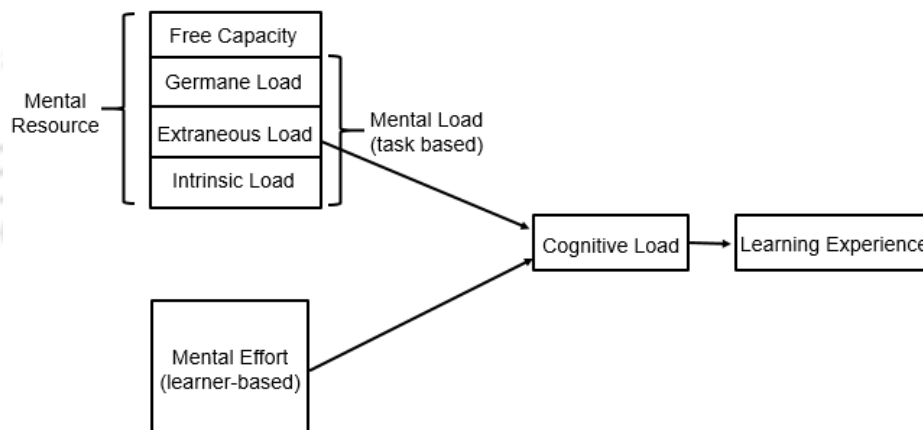 Free Capacity
Germane Load
Extraneous Load
Intrinsic Load
Mental
Resource
Mental Load
(task based)
Cognitive Load
Learning Experience
Mental Effort
(learner-based)